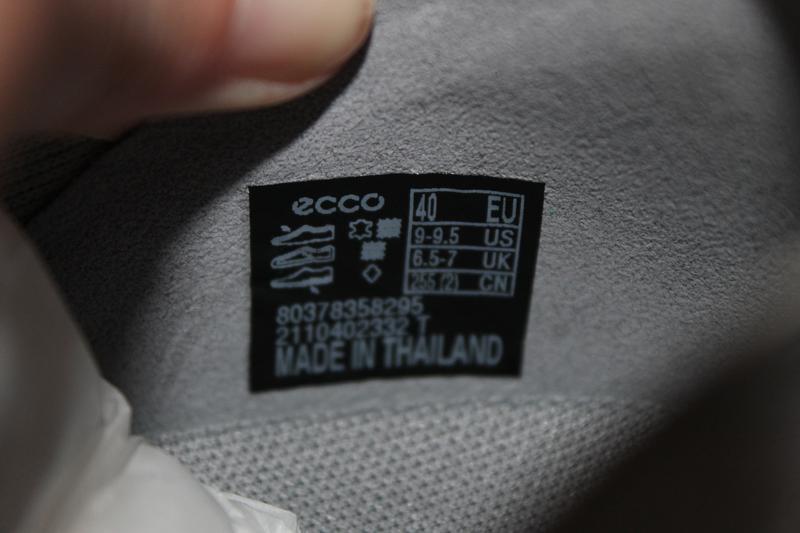 ecco
40 EU
9-9.5 US
6.5-7 UK
255 (2) CN
80378358295
2110402332 T
MADE IN THAILAND